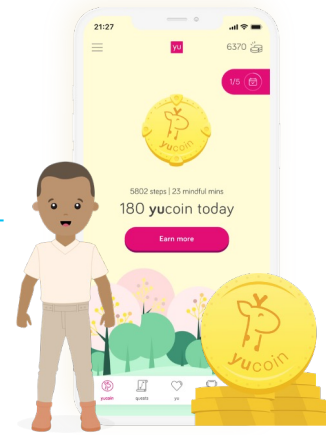 21:27
yu
6370
1/5
yucoin
5802 steps | 23 mindful mins
180 yucoin today
Earn more
yucoin
quests
yu
yucoin